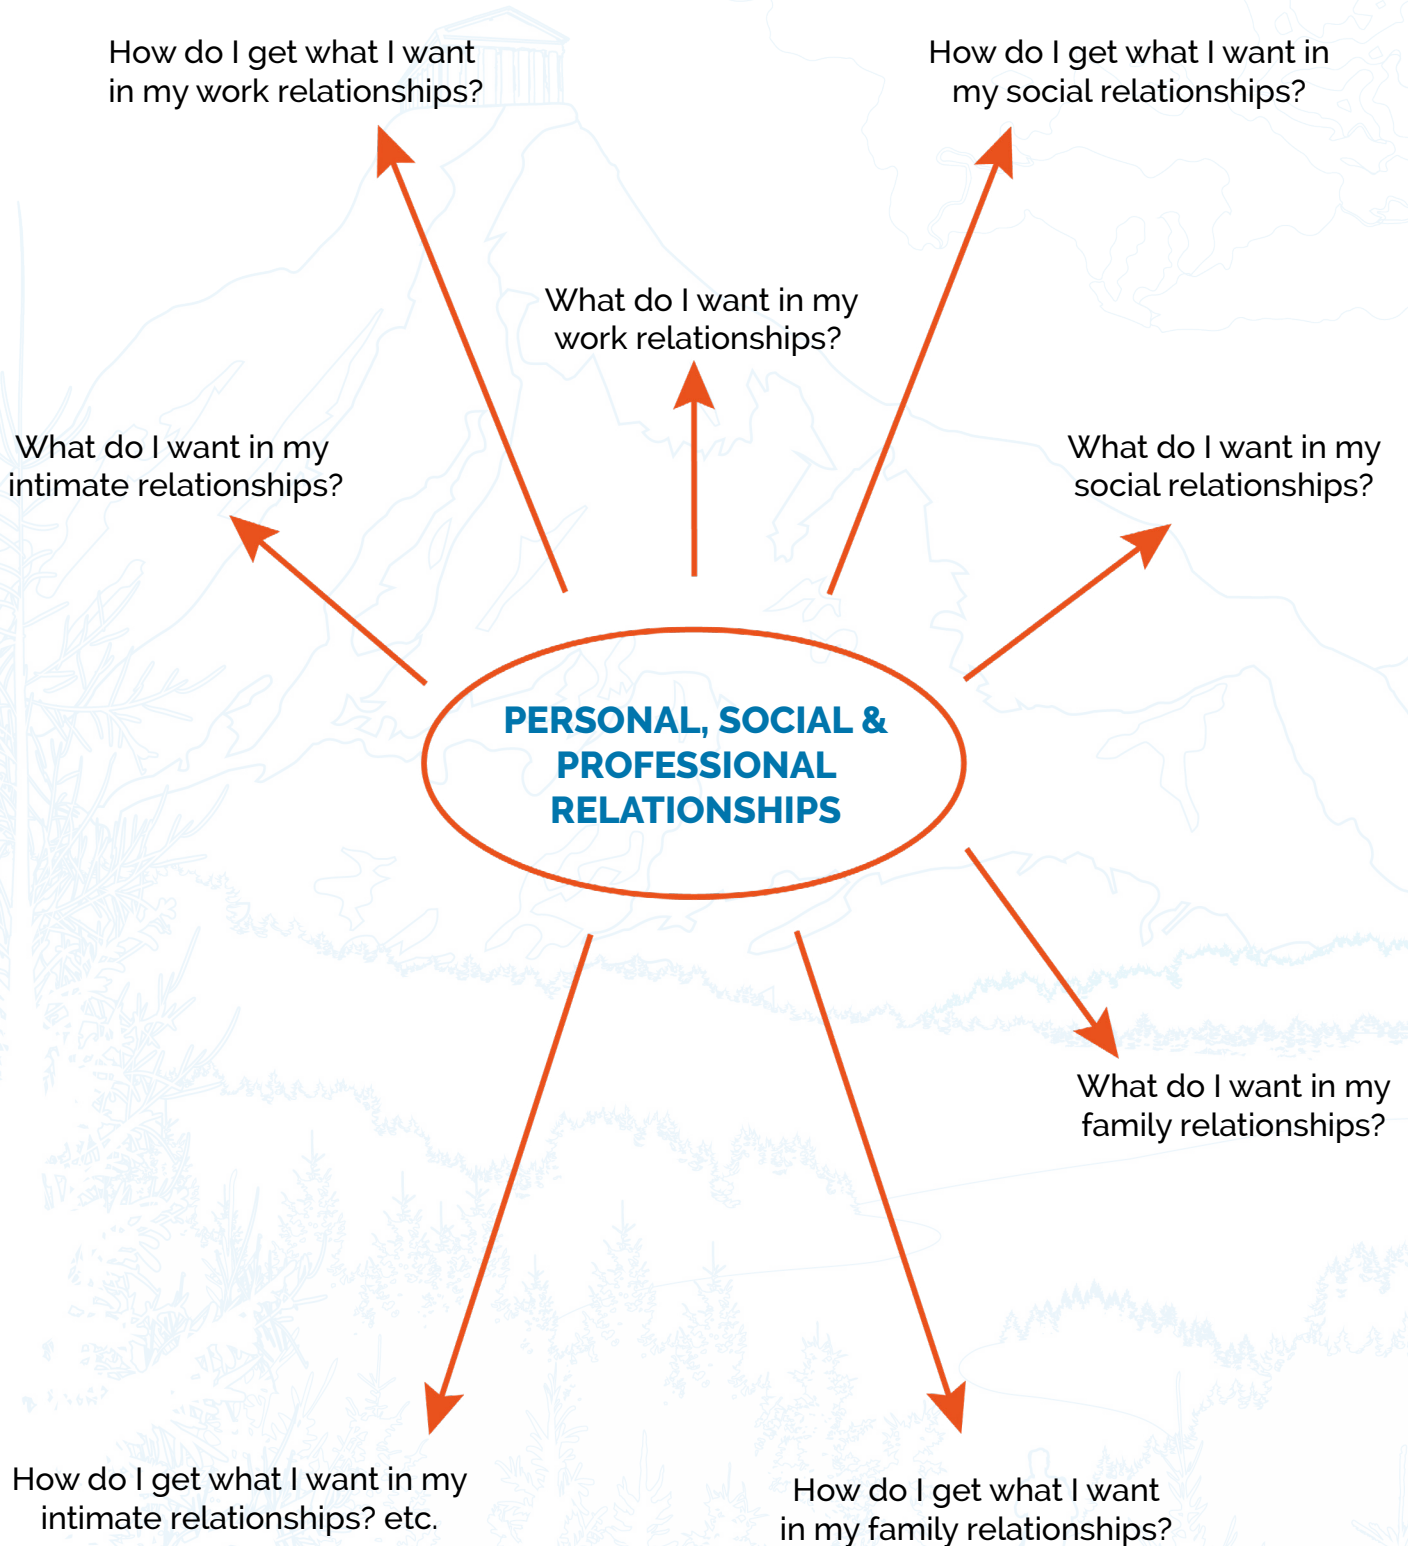 How do I get what I want
in my work relationships?
How do I get what I want in
my social relationships?
What do I want in my
work relationships?
What do I want in my
intimate relationships?
What do I want in my
social relationships?
PERSONAL, SOCIAL &
PROFESSIONAL
RELATIONSHIPS
What do I want in my
family relationships?
How do I get what I want in my
intimate relationships? etc.
How do I get what I want
in my family relationships?